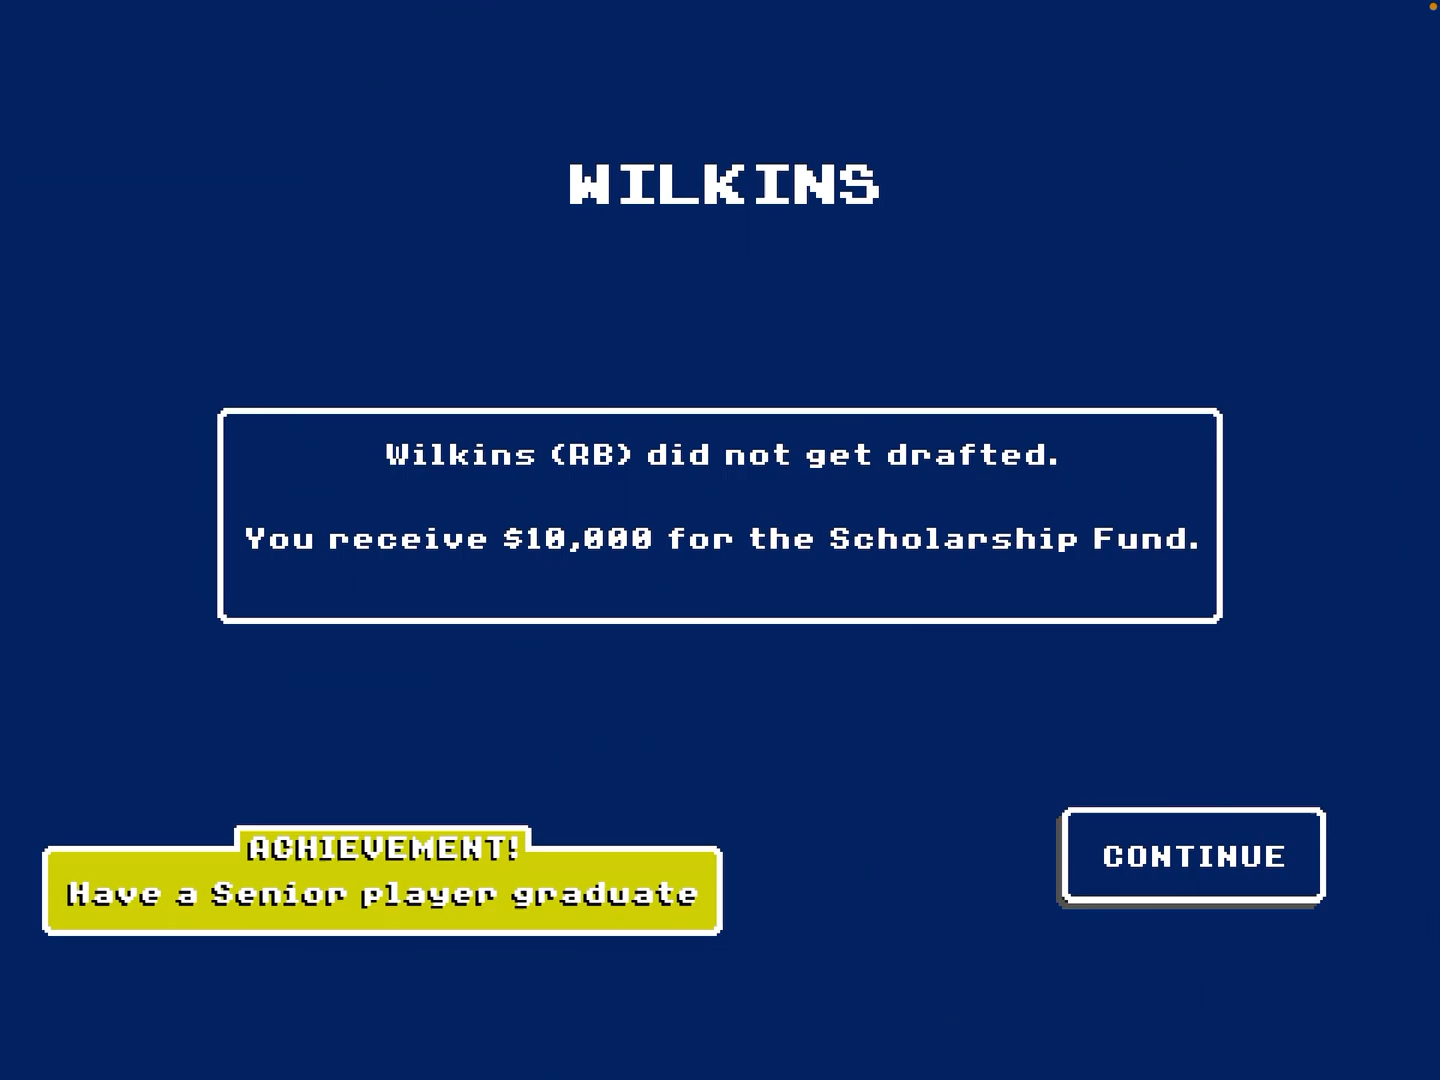 WILKINS
Wilkins (RB) did not get drafted.
You receive $10,000 for the Scholarship Fund.
ACHIEVEMENT!
Have a Senior player graduate
CONTINUE